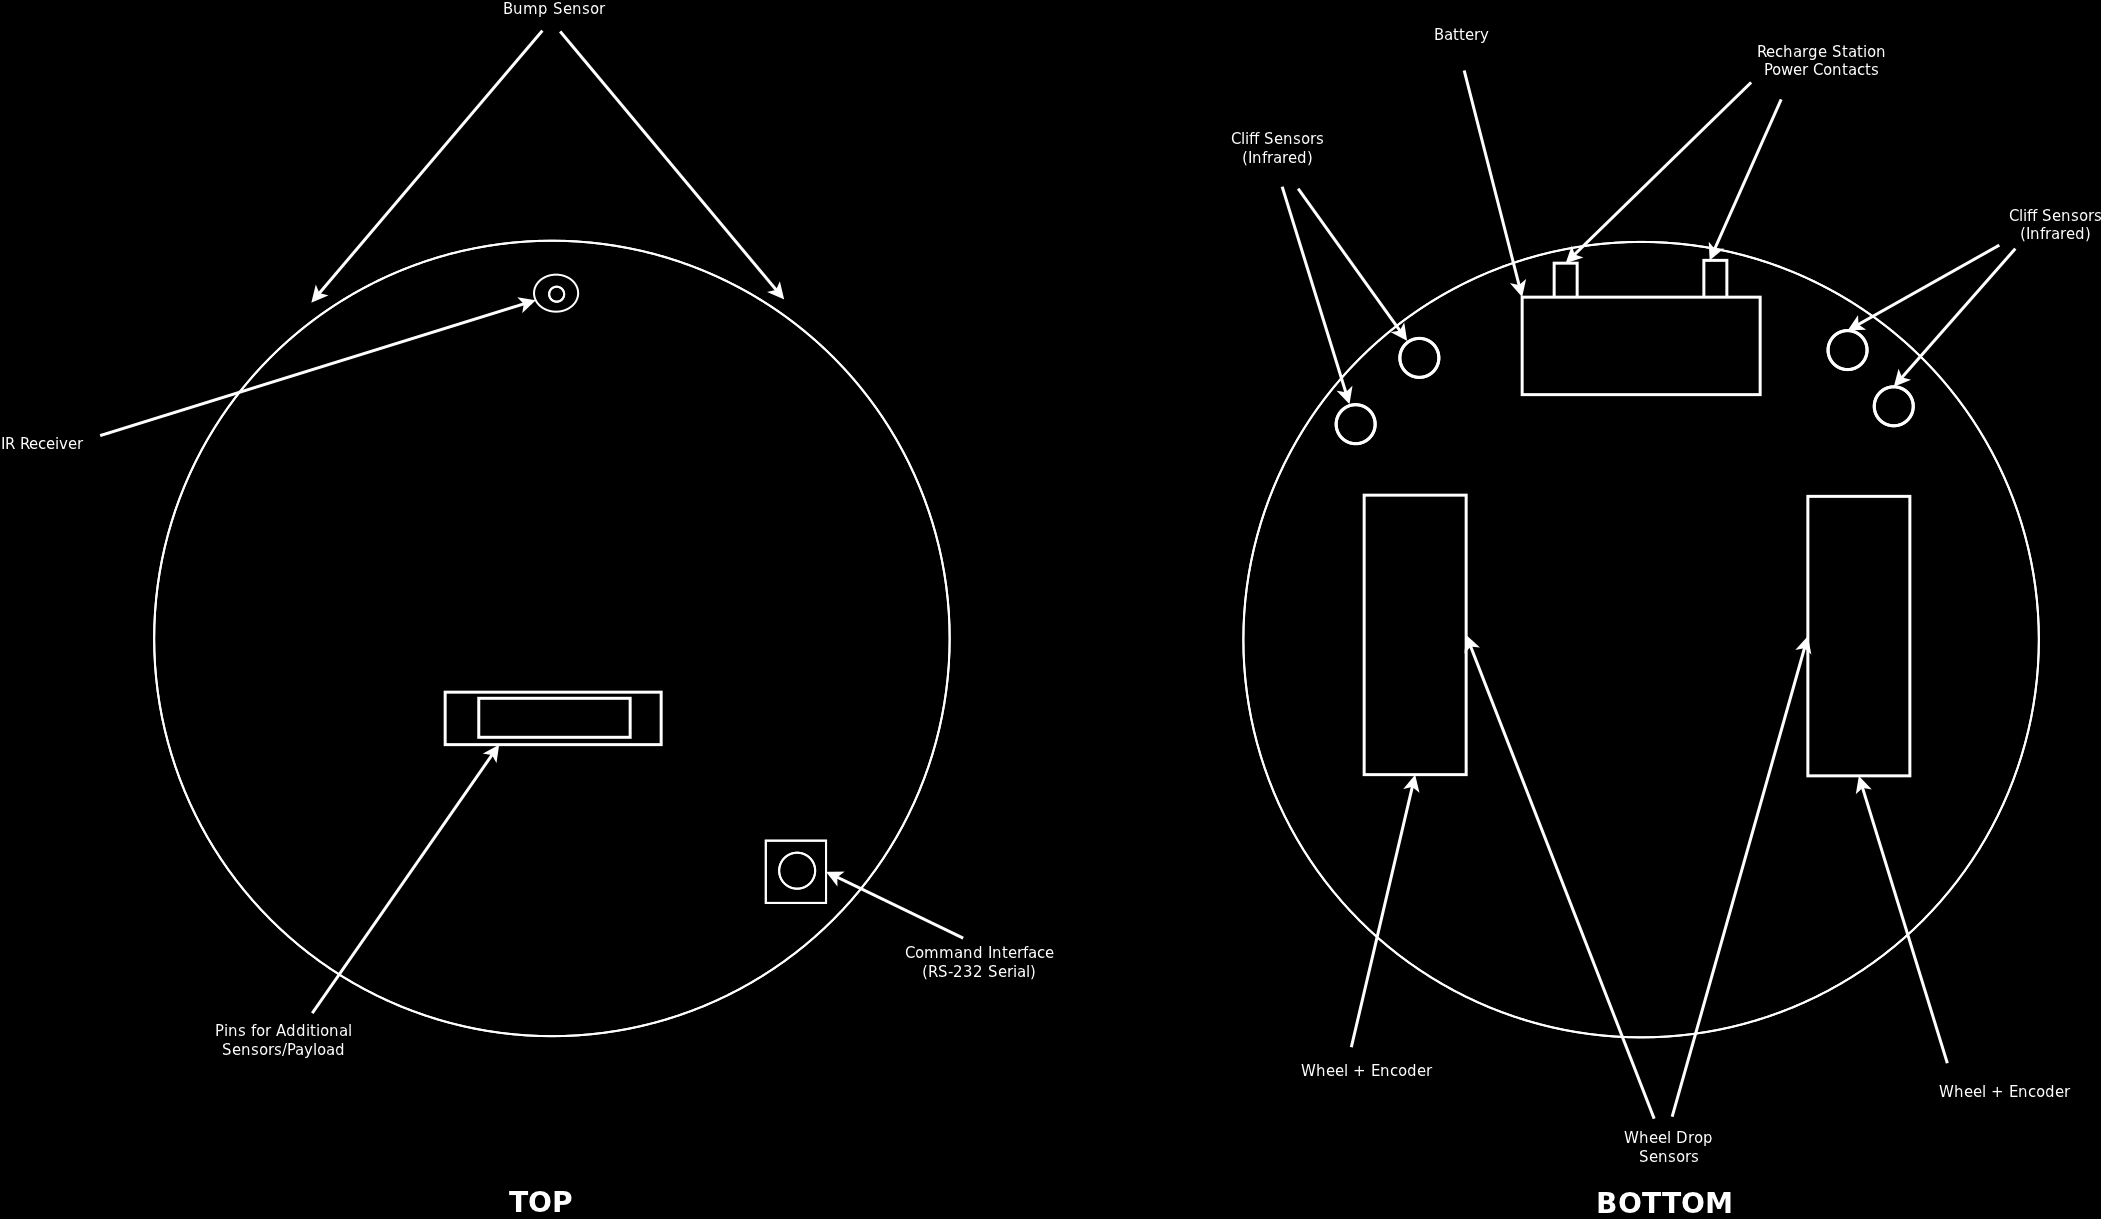 Bump Sensor
IR Receiver
Pins for Additional
Sensors/Payload
Command Interface
(RS-232 Serial)
TOP
Battery
Recharge Station
Power Contacts
Cliff Sensors
(Infrared)
Cliff Sensors
(Infrared)
Wheel + Encoder
Wheel + Encoder
Wheel Drop
Sensors
BOTTOM